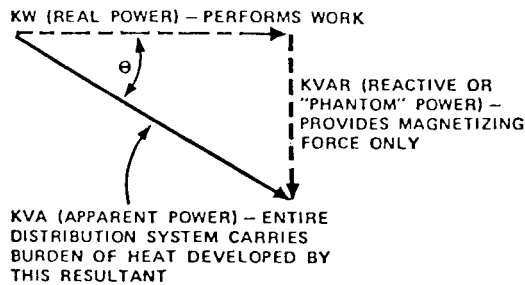 KW (REAL POWER) – PERFORMS WORK
θ
KVAR (REACTIVE OR
"PHANTOM" POWER) –
PROVIDES MAGNETIZING
FORCE ONLY
KVA (APPARENT POWER) – ENTIRE
DISTRIBUTION SYSTEM CARRIES
BURDEN OF HEAT DEVELOPED BY
THIS RESULTANT